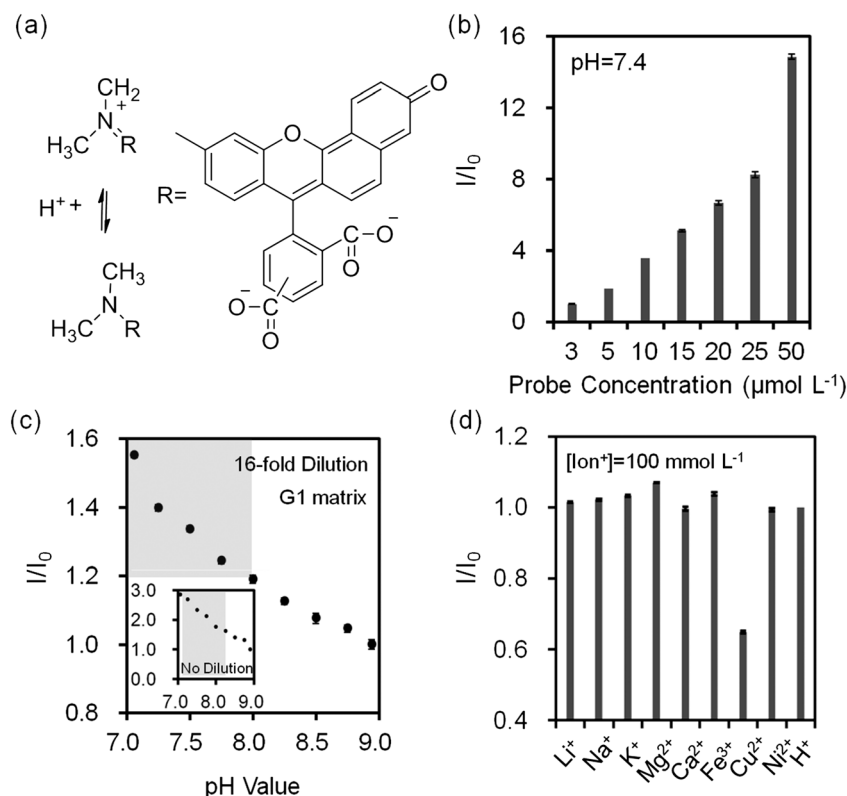 (a)
CH2
+
N
H3C
R
H+ +
CH3
N
H3C
R
R=
O
O
C
O−
O
−O
C
O
(b)
pH=7.4
I/I0
16
12
8
4
0
3 5 10 15 20 25 50
Probe Concentration (μmol L-1)
(c)
1.6
1.4
1.2
1.0
0.8
I/I0
16-fold Dilution
G1 matrix
3.0
2.0
1.0
0.0
No Dilution
7.0 8.0 9.0
7.0 7.5 8.0 8.5 9.0
pH Value
(d)
[Ion+]=100 mmol L-1
1.2
1.0
0.8
0.6
0.4
I/I0
Li+ Na+ K+ Mg2+ Ca2+ Fe3+ Cu2+ Ni2+ H+